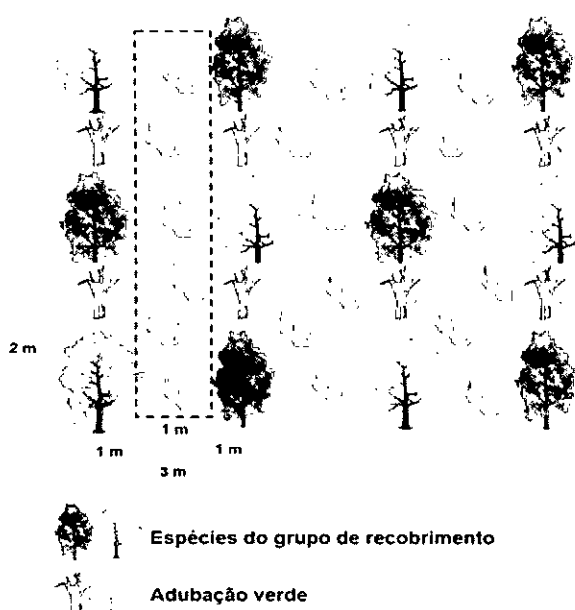 2 m
1 m
1 m
1 m
3 m
Espécies do grupo de recobrimento
Adubação verde